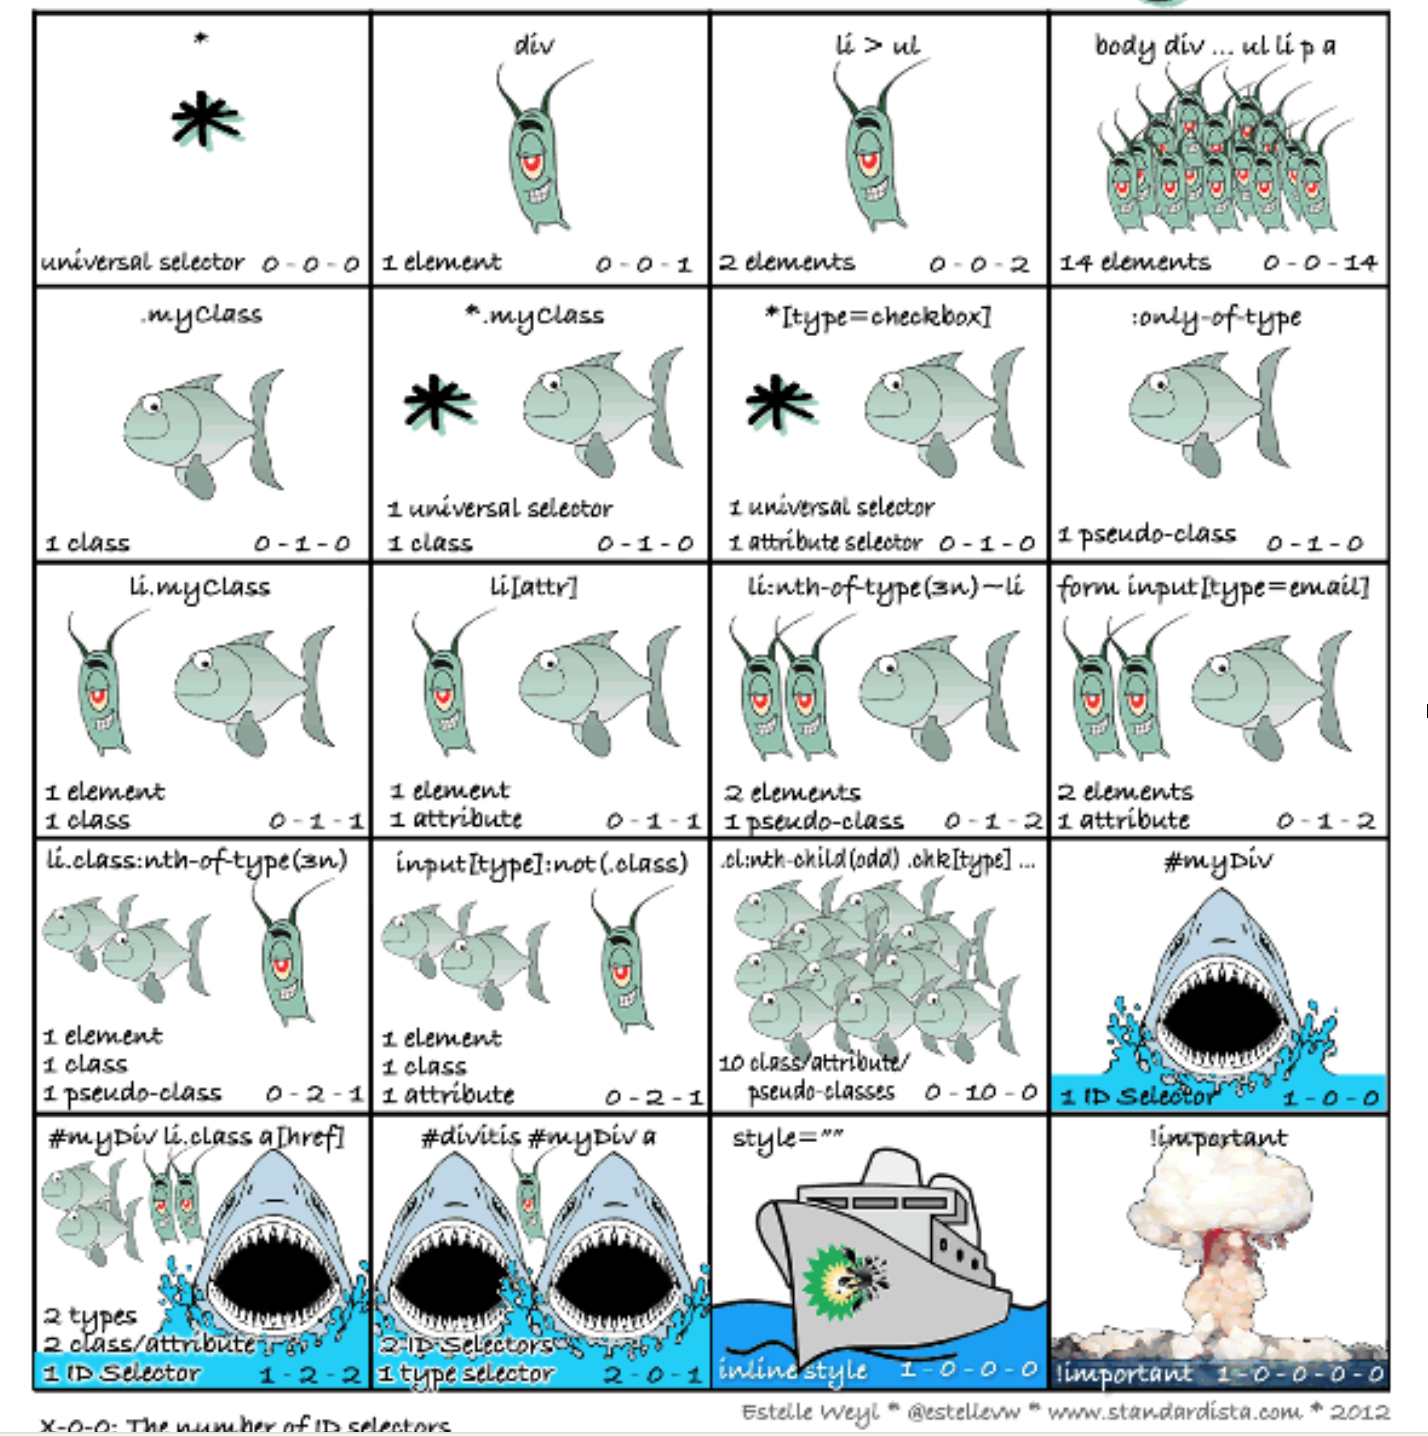 *
universal selector 0-0-0
div
1 element 0-0-1
li > ul
2 elements 0-0-2
body div ... ul li p a
14 elements 0-0-14
.myClass
1 class 0-1-0
*.myClass
1 universal selector
1 class 0-1-0
*[type=checkbox]
1 universal selector
1 attribute selector 0-1-0
:only-of-type
1 pseudo-class 0-1-0
li.myClass
1 element
1 class 0-1-1
li[attr]
1 element
1 attribute 0-1-1
li:nth-of-type(3n)~li
2 elements
1 pseudo-class 0-1-2
form input[type=email]
2 elements
1 attribute 0-1-2
li.class:nth-of-type(3n)
1 element
1 class
1 pseudo-class 0-2-1
input[type]:not(.class)
1 element
1 class
1 attribute 0-2-1
.cl:nth-child(odd) .chk[type] ...
10 class/attribute/
pseudo-classes 0-10-0
#myDiv
1 ID Selector 1-0-0
#myDiv li.class a[href]
2 types
2 class/attribute
1 ID Selector 1-2-2
#divitis #myDiv a
2 ID Selectors
1 type selector 2-0-1
style=""
inline style 1-0-0-0
!important
!important 1-0-0-0-0
X-0-0: The number of ID selectors
Estelle Weyl * @estellevw * www.standardista.com * 2012